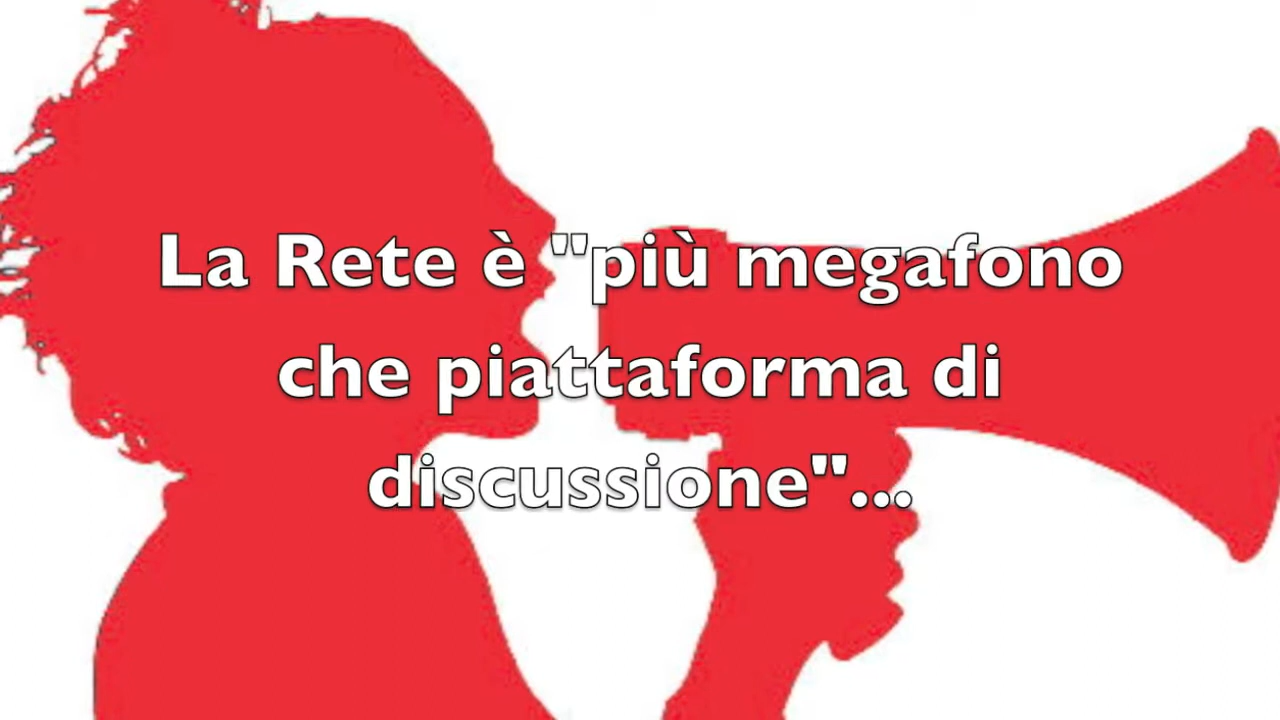 La Rete è "più megafono
che piattaforma di
discussione"...